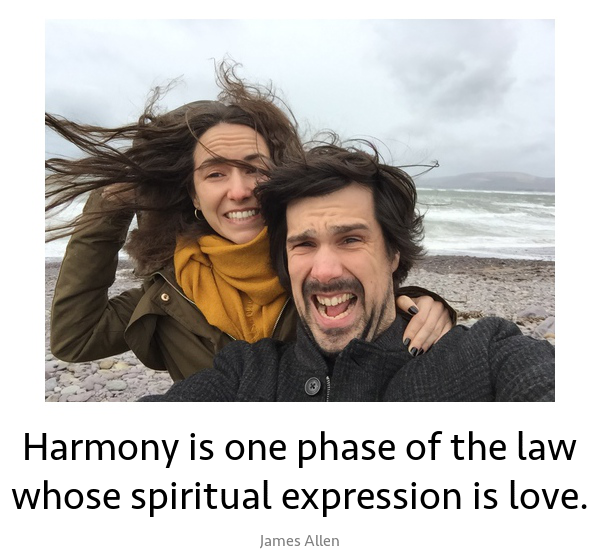 Harmony is one phase of the law
whose spiritual expression is love.
James Allen